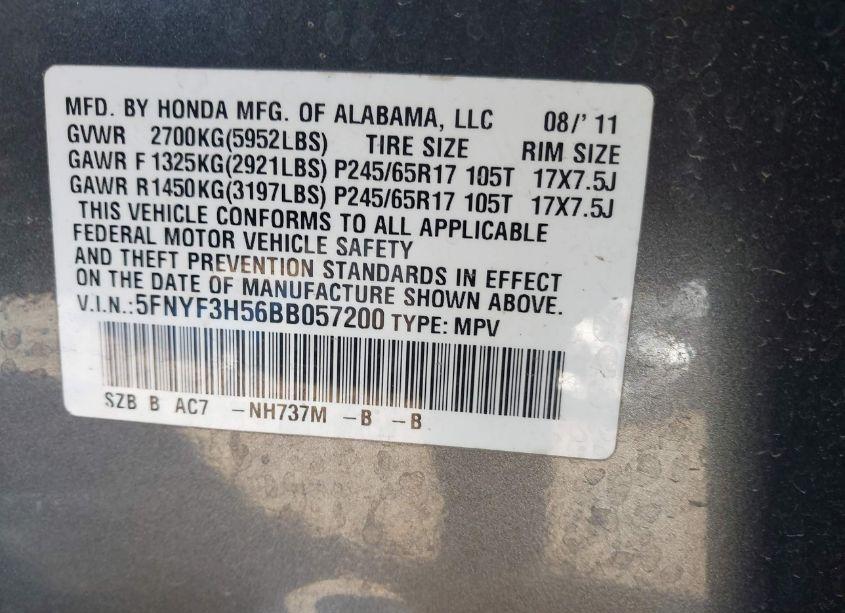 MFD. BY HONDA MFG. OF ALABAMA, LLC 08/' 11
GVWR 2700KG(5952LBS) TIRE SIZE RIM SIZE
GAWR F 1325KG(2921LBS) P245/65R17 105T 17X7.5J
GAWR R1450KG(3197LBS) P245/65R17 105T 17X7.5J
THIS VEHICLE CONFORMS TO ALL APPLICABLE
FEDERAL MOTOR VEHICLE SAFETY
AND THEFT PREVENTION STANDARDS IN EFFECT
ON THE DATE OF MANUFACTURE SHOWN ABOVE.
V.I.N.:5FNYF3H56BB057200 TYPE: MPV
SZB B AC7 -NH737M -B -B